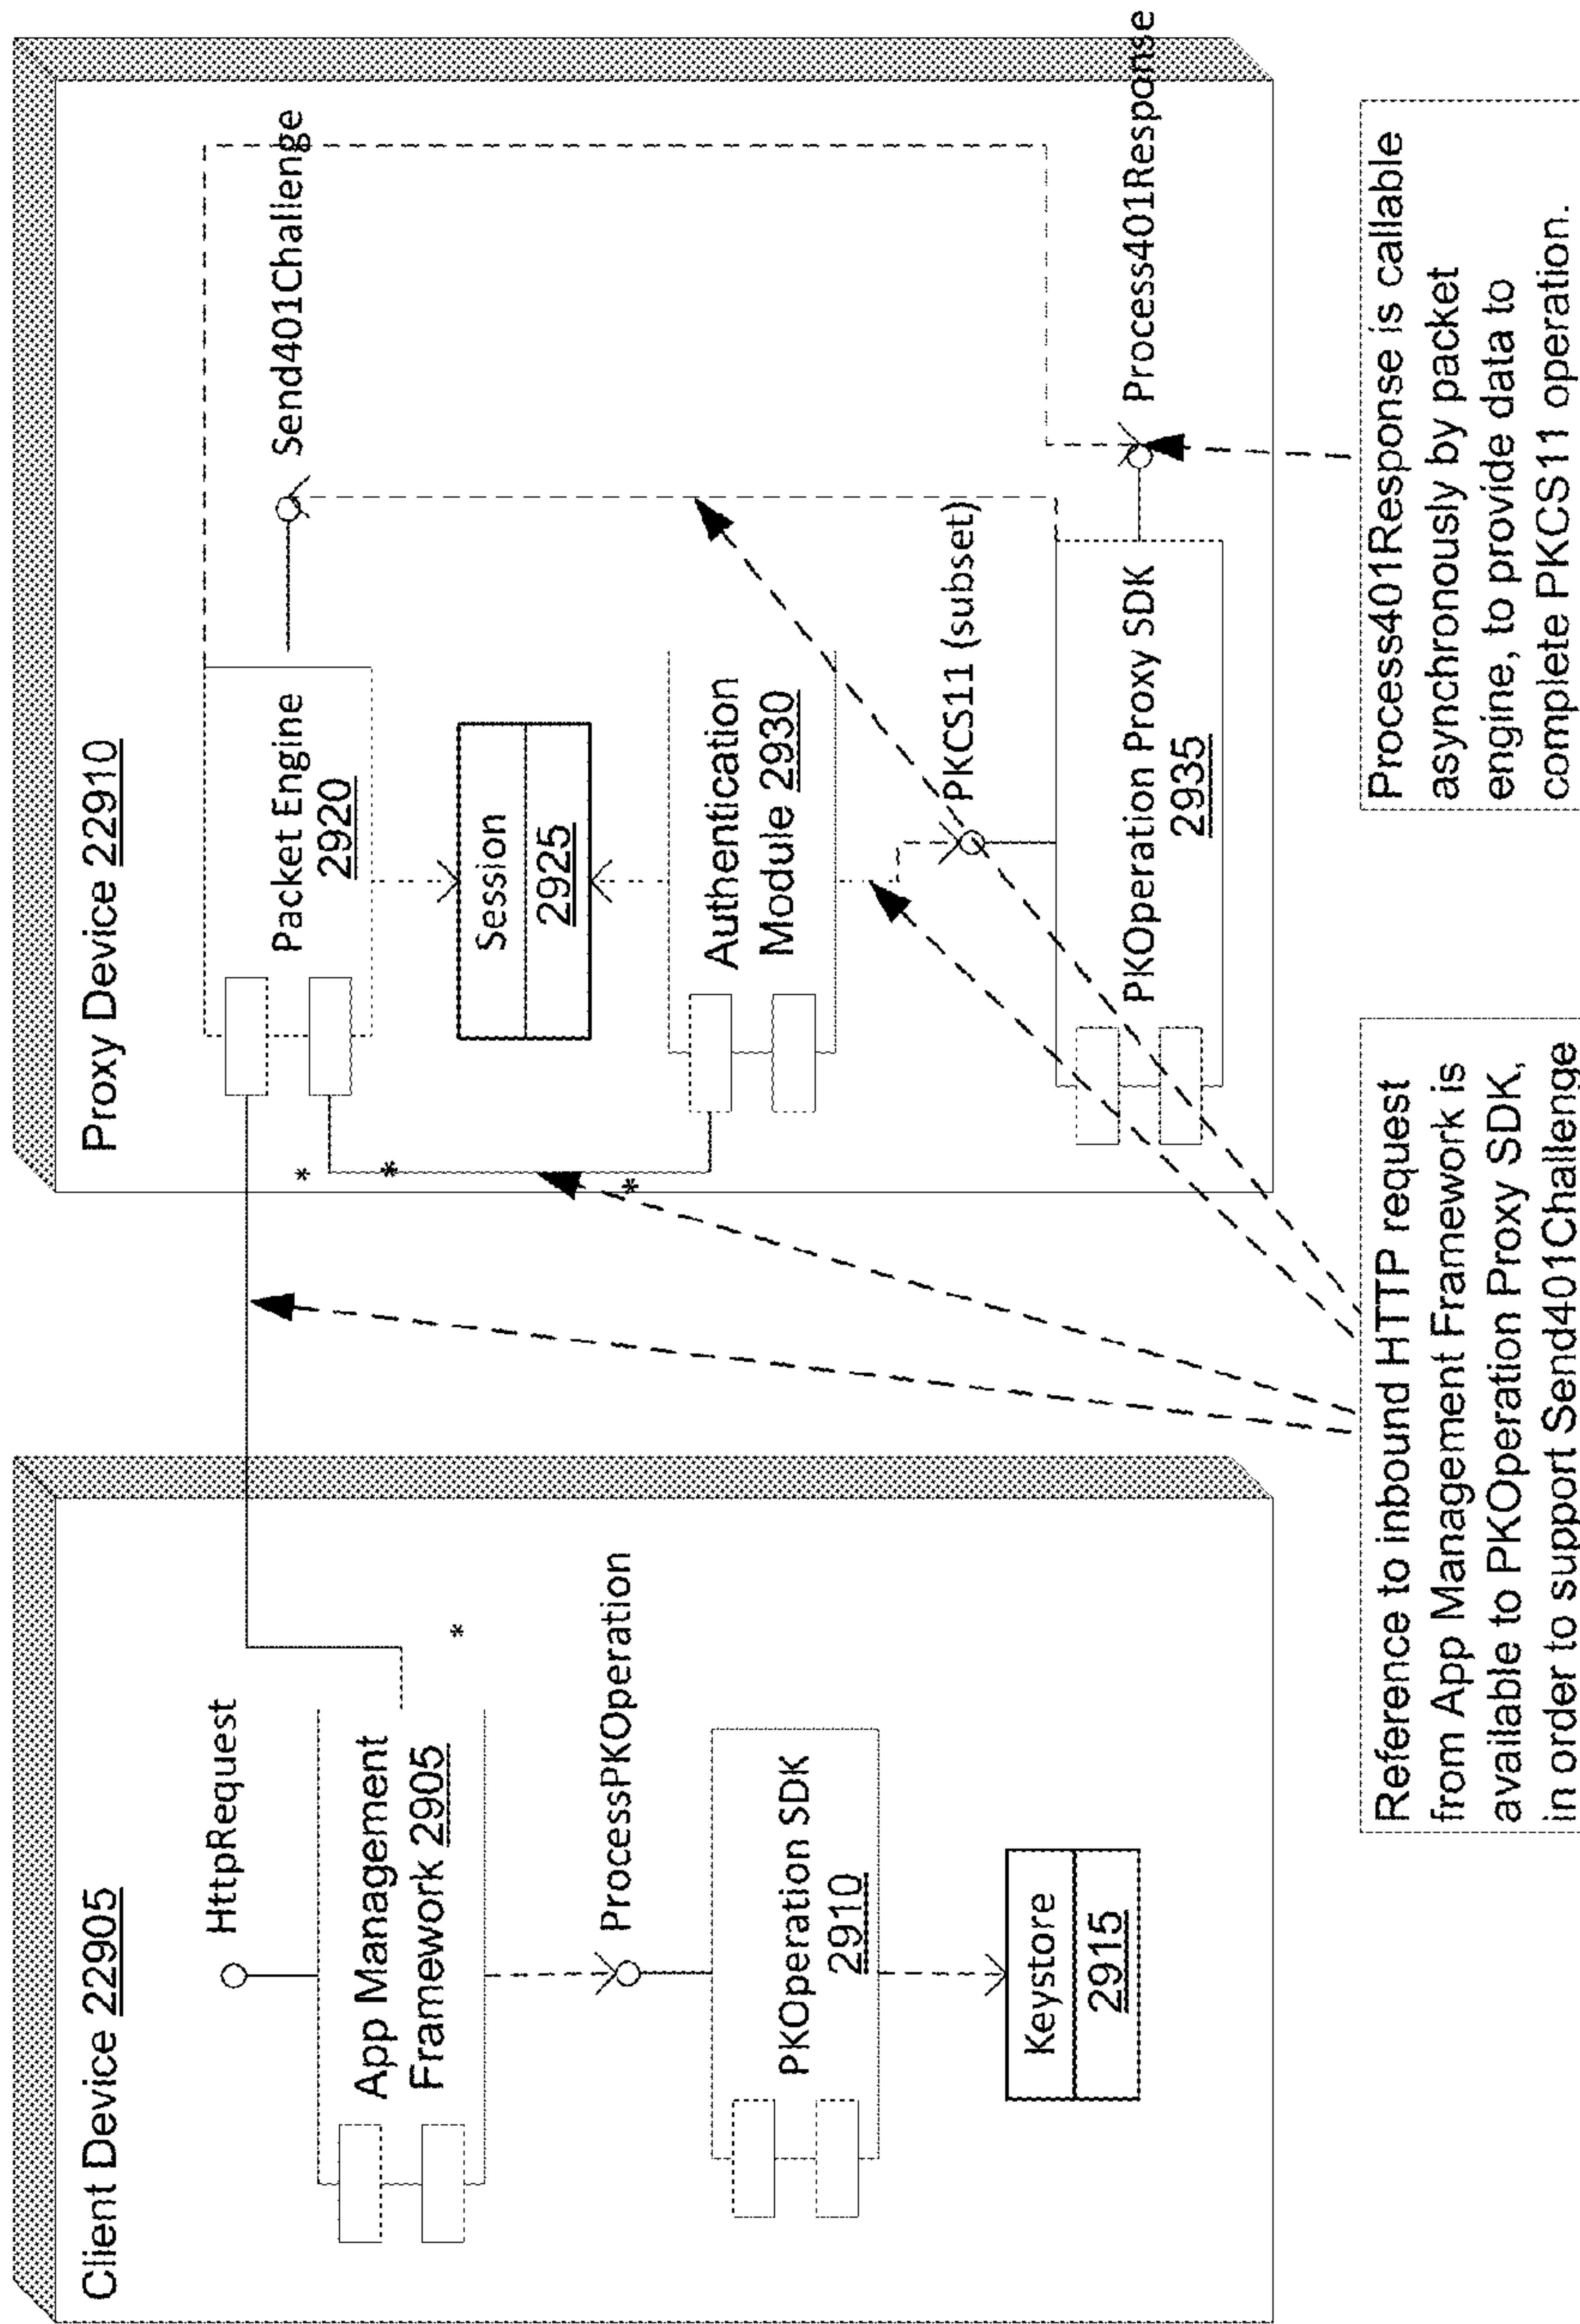 Client Device 22905
HttpRequest
App Management
Framework 2905
*
ProcessPKOperation
PKOperation SDK
2910
Keystore
2915
Proxy Device 22910
Packet Engine
2920
Send401Challenge
*
*
Session
2925
Authentication
Module 2930
*
PKCS11 (subset)
PKOperation Proxy SDK
2935
Process401Response
Reference to inbound HTTP request
from App Management Framework is
available to PKOperation Proxy SDK,
in order to support Send401Challenge
Process401Response is callable
asynchronously by packet
engine, to provide data to
complete PKCS11 operation.